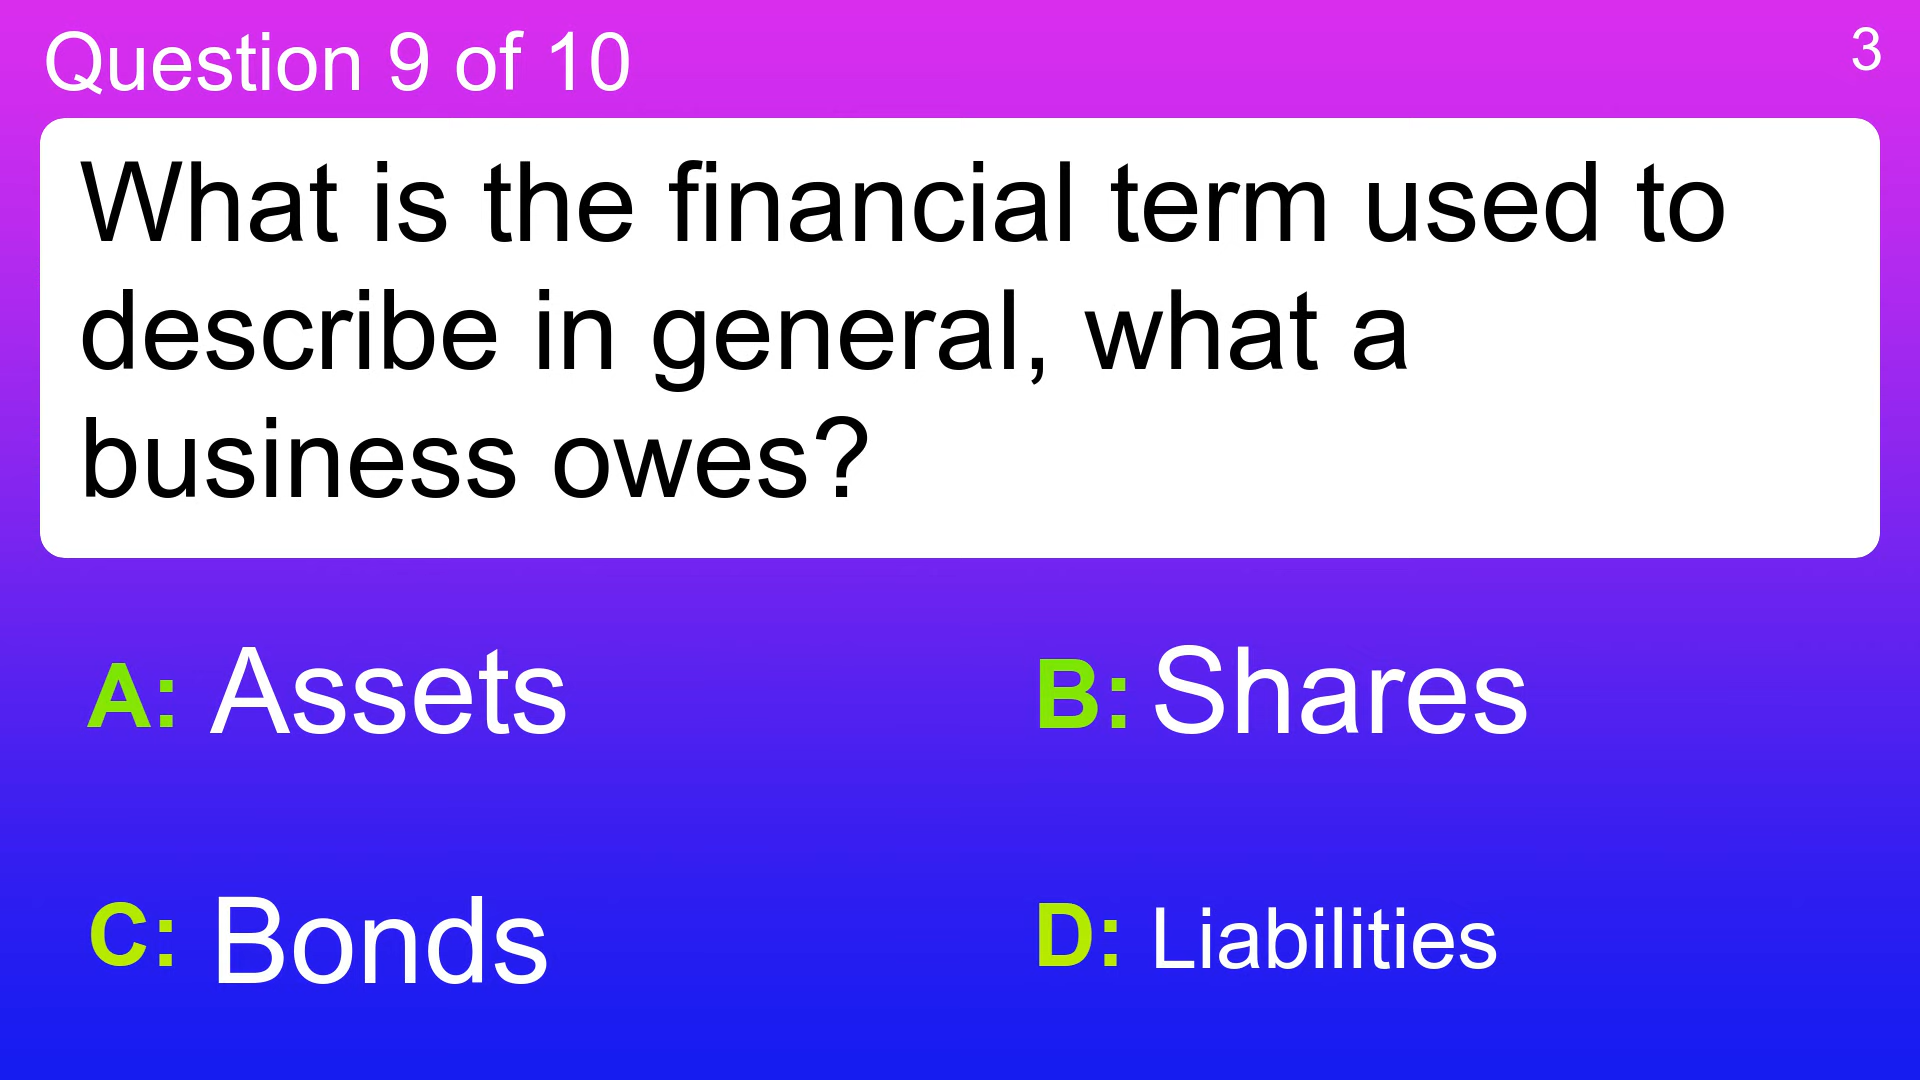 Question 9 of 10
3
What is the financial term used to
describe in general, what a
business owes?
A: Assets
B: Shares
C: Bonds
D: Liabilities